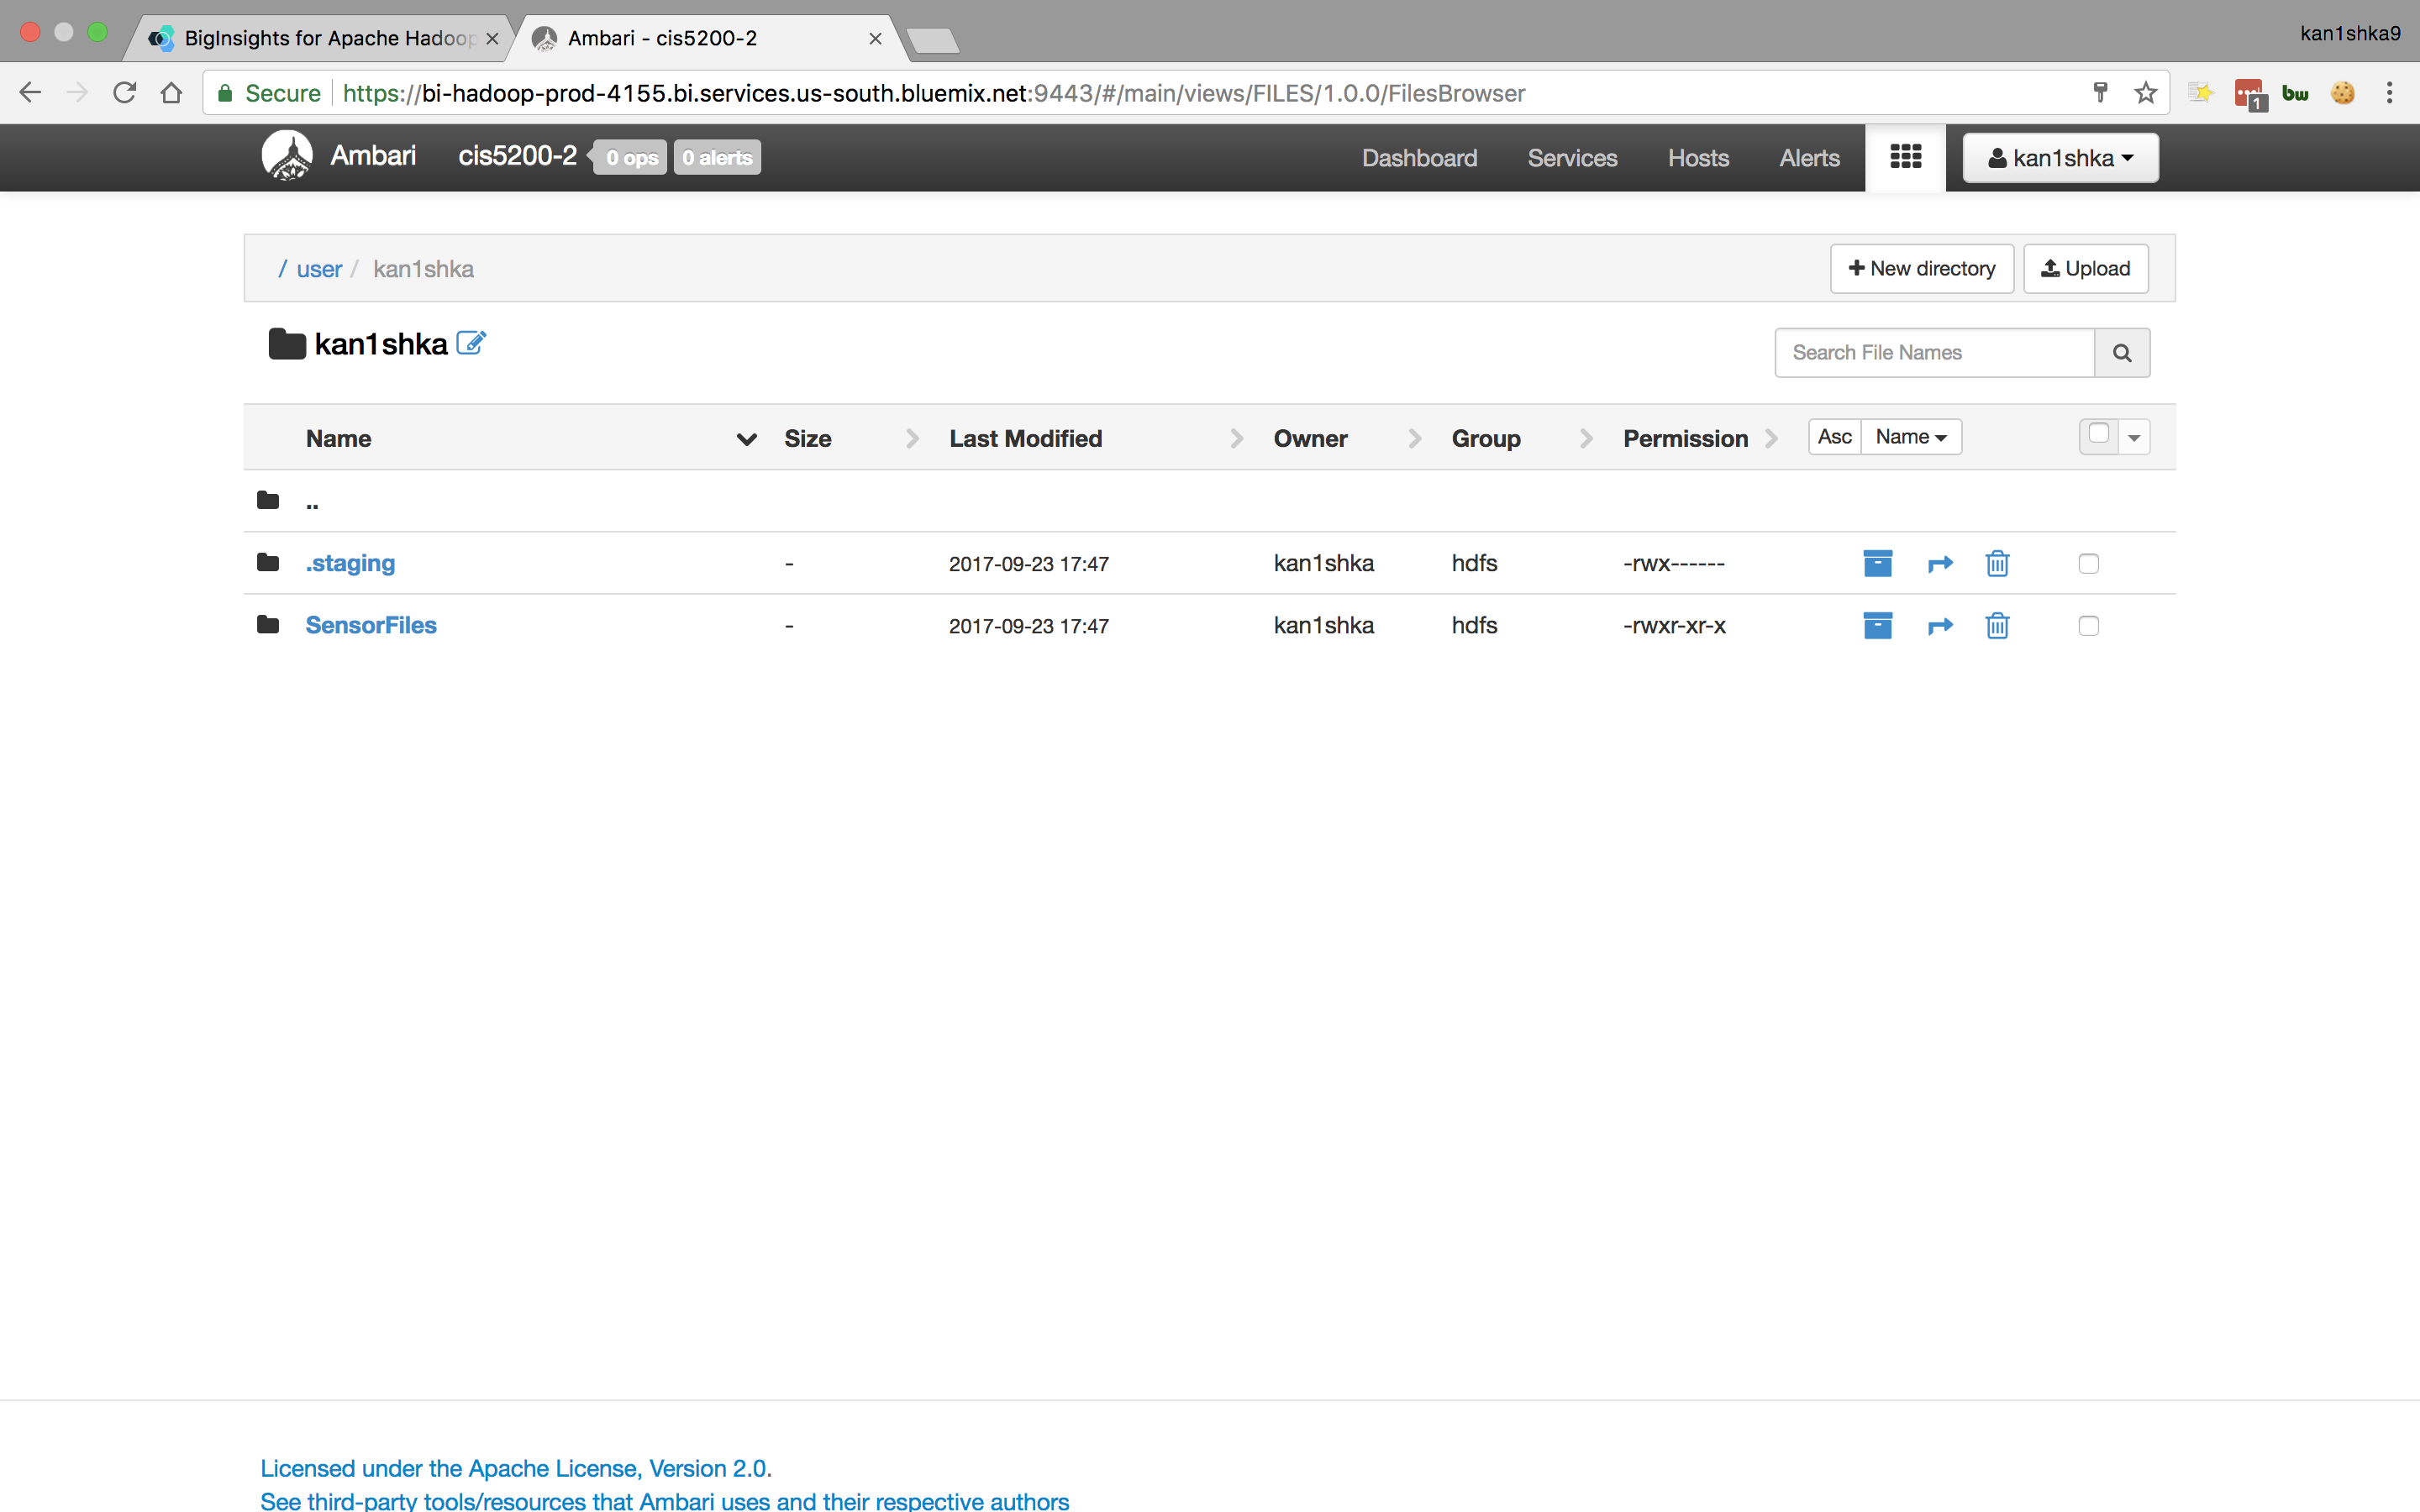 BigInsights for Apache Hadoop
Ambari - cis5200-2
kan1shka9
Secure https://bi-hadoop-prod-4155.bi.services.us-south.bluemix.net:9443/#/main/views/FILES/1.0.0/FilesBrowser
1 bw
Ambari cis5200-2 0 ops 0 alerts Dashboard Services Hosts Alerts kan1shka
/ user / kan1shka + New directory Upload
kan1shka Search File Names
Name Size Last Modified Owner Group Permission Asc Name
..
.staging - 2017-09-23 17:47 kan1shka hdfs -rwx------
SensorFiles - 2017-09-23 17:47 kan1shka hdfs -rwxr-xr-x
Licensed under the Apache License, Version 2.0.
See third-party tools/resources that Ambari uses and their respective authors